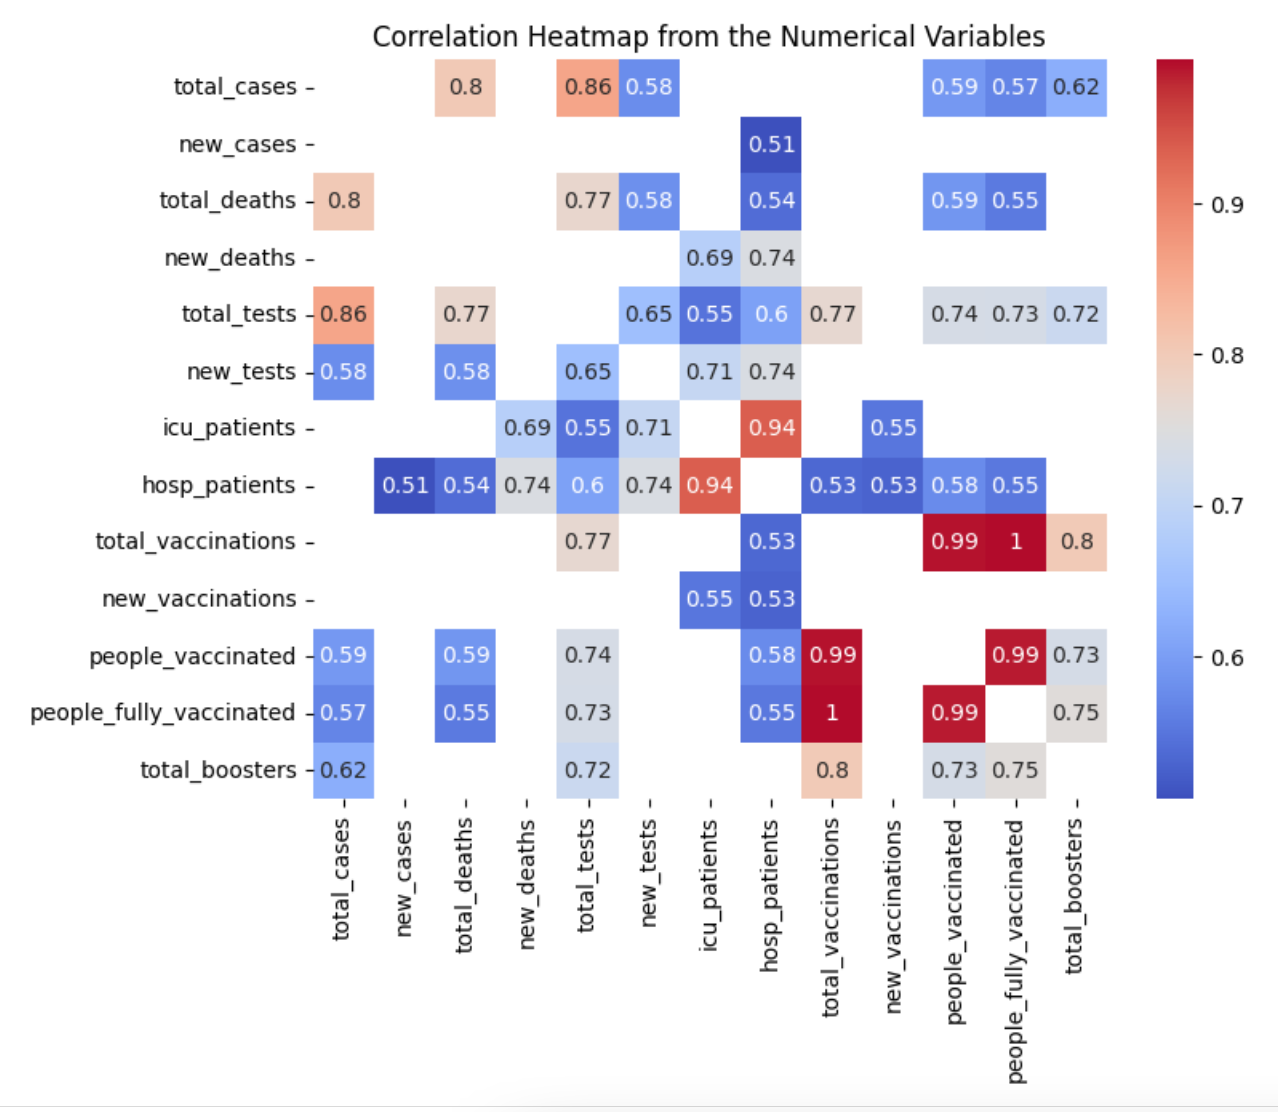 Correlation Heatmap from the Numerical Variables
total_cases 0.8 0.86 0.58 0.59 0.57 0.62
new_cases 0.51
total_deaths 0.8 0.77 0.58 0.54 0.59 0.55
new_deaths 0.69 0.74
total_tests 0.86 0.77 0.65 0.55 0.6 0.77 0.74 0.73 0.72
new_tests 0.58 0.58 0.65 0.71 0.74
icu_patients 0.69 0.55 0.71 0.94 0.55
hosp_patients 0.51 0.54 0.74 0.6 0.74 0.94 0.53 0.53 0.58 0.55
total_vaccinations 0.77 0.53 0.99 1 0.8
new_vaccinations 0.55 0.53
people_vaccinated 0.59 0.59 0.74 0.58 0.99 0.99 0.73
people_fully_vaccinated 0.57 0.55 0.73 0.55 1 0.99 0.75
total_boosters 0.62 0.72 0.8 0.73 0.75
total_cases
new_cases
total_deaths
new_deaths
total_tests
new_tests
icu_patients
hosp_patients
total_vaccinations
new_vaccinations
people_vaccinated
people_fully_vaccinated
total_boosters
0.9
0.8
0.7
0.6